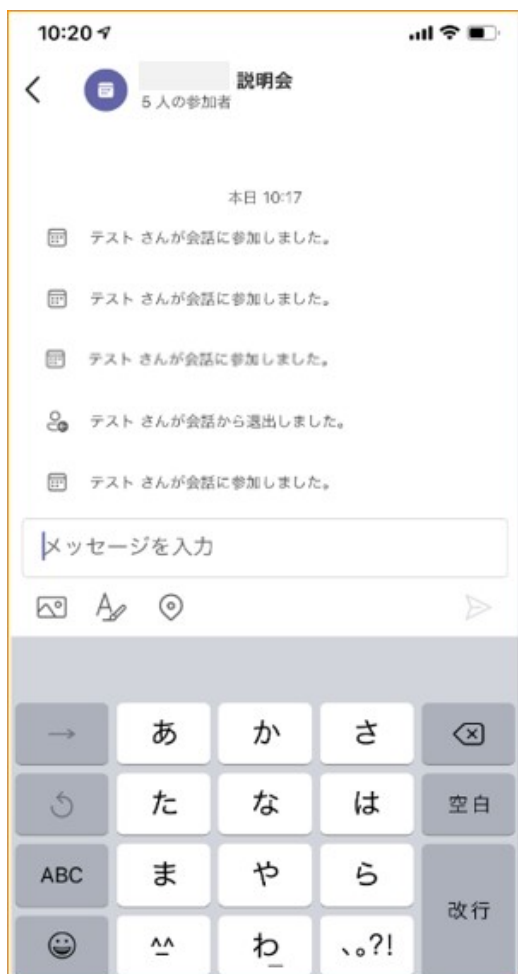 10:20
説明会
5 人の参加者
本日 10:17
テスト さんが会話に参加しました。
テスト さんが会話に参加しました。
テスト さんが会話に参加しました。
テスト さんが会話から退出しました。
テスト さんが会話に参加しました。
メッセージを入力
→ あ か さ
た な は 空白
ABC ま や ら
^^ わ 、。?! 改行